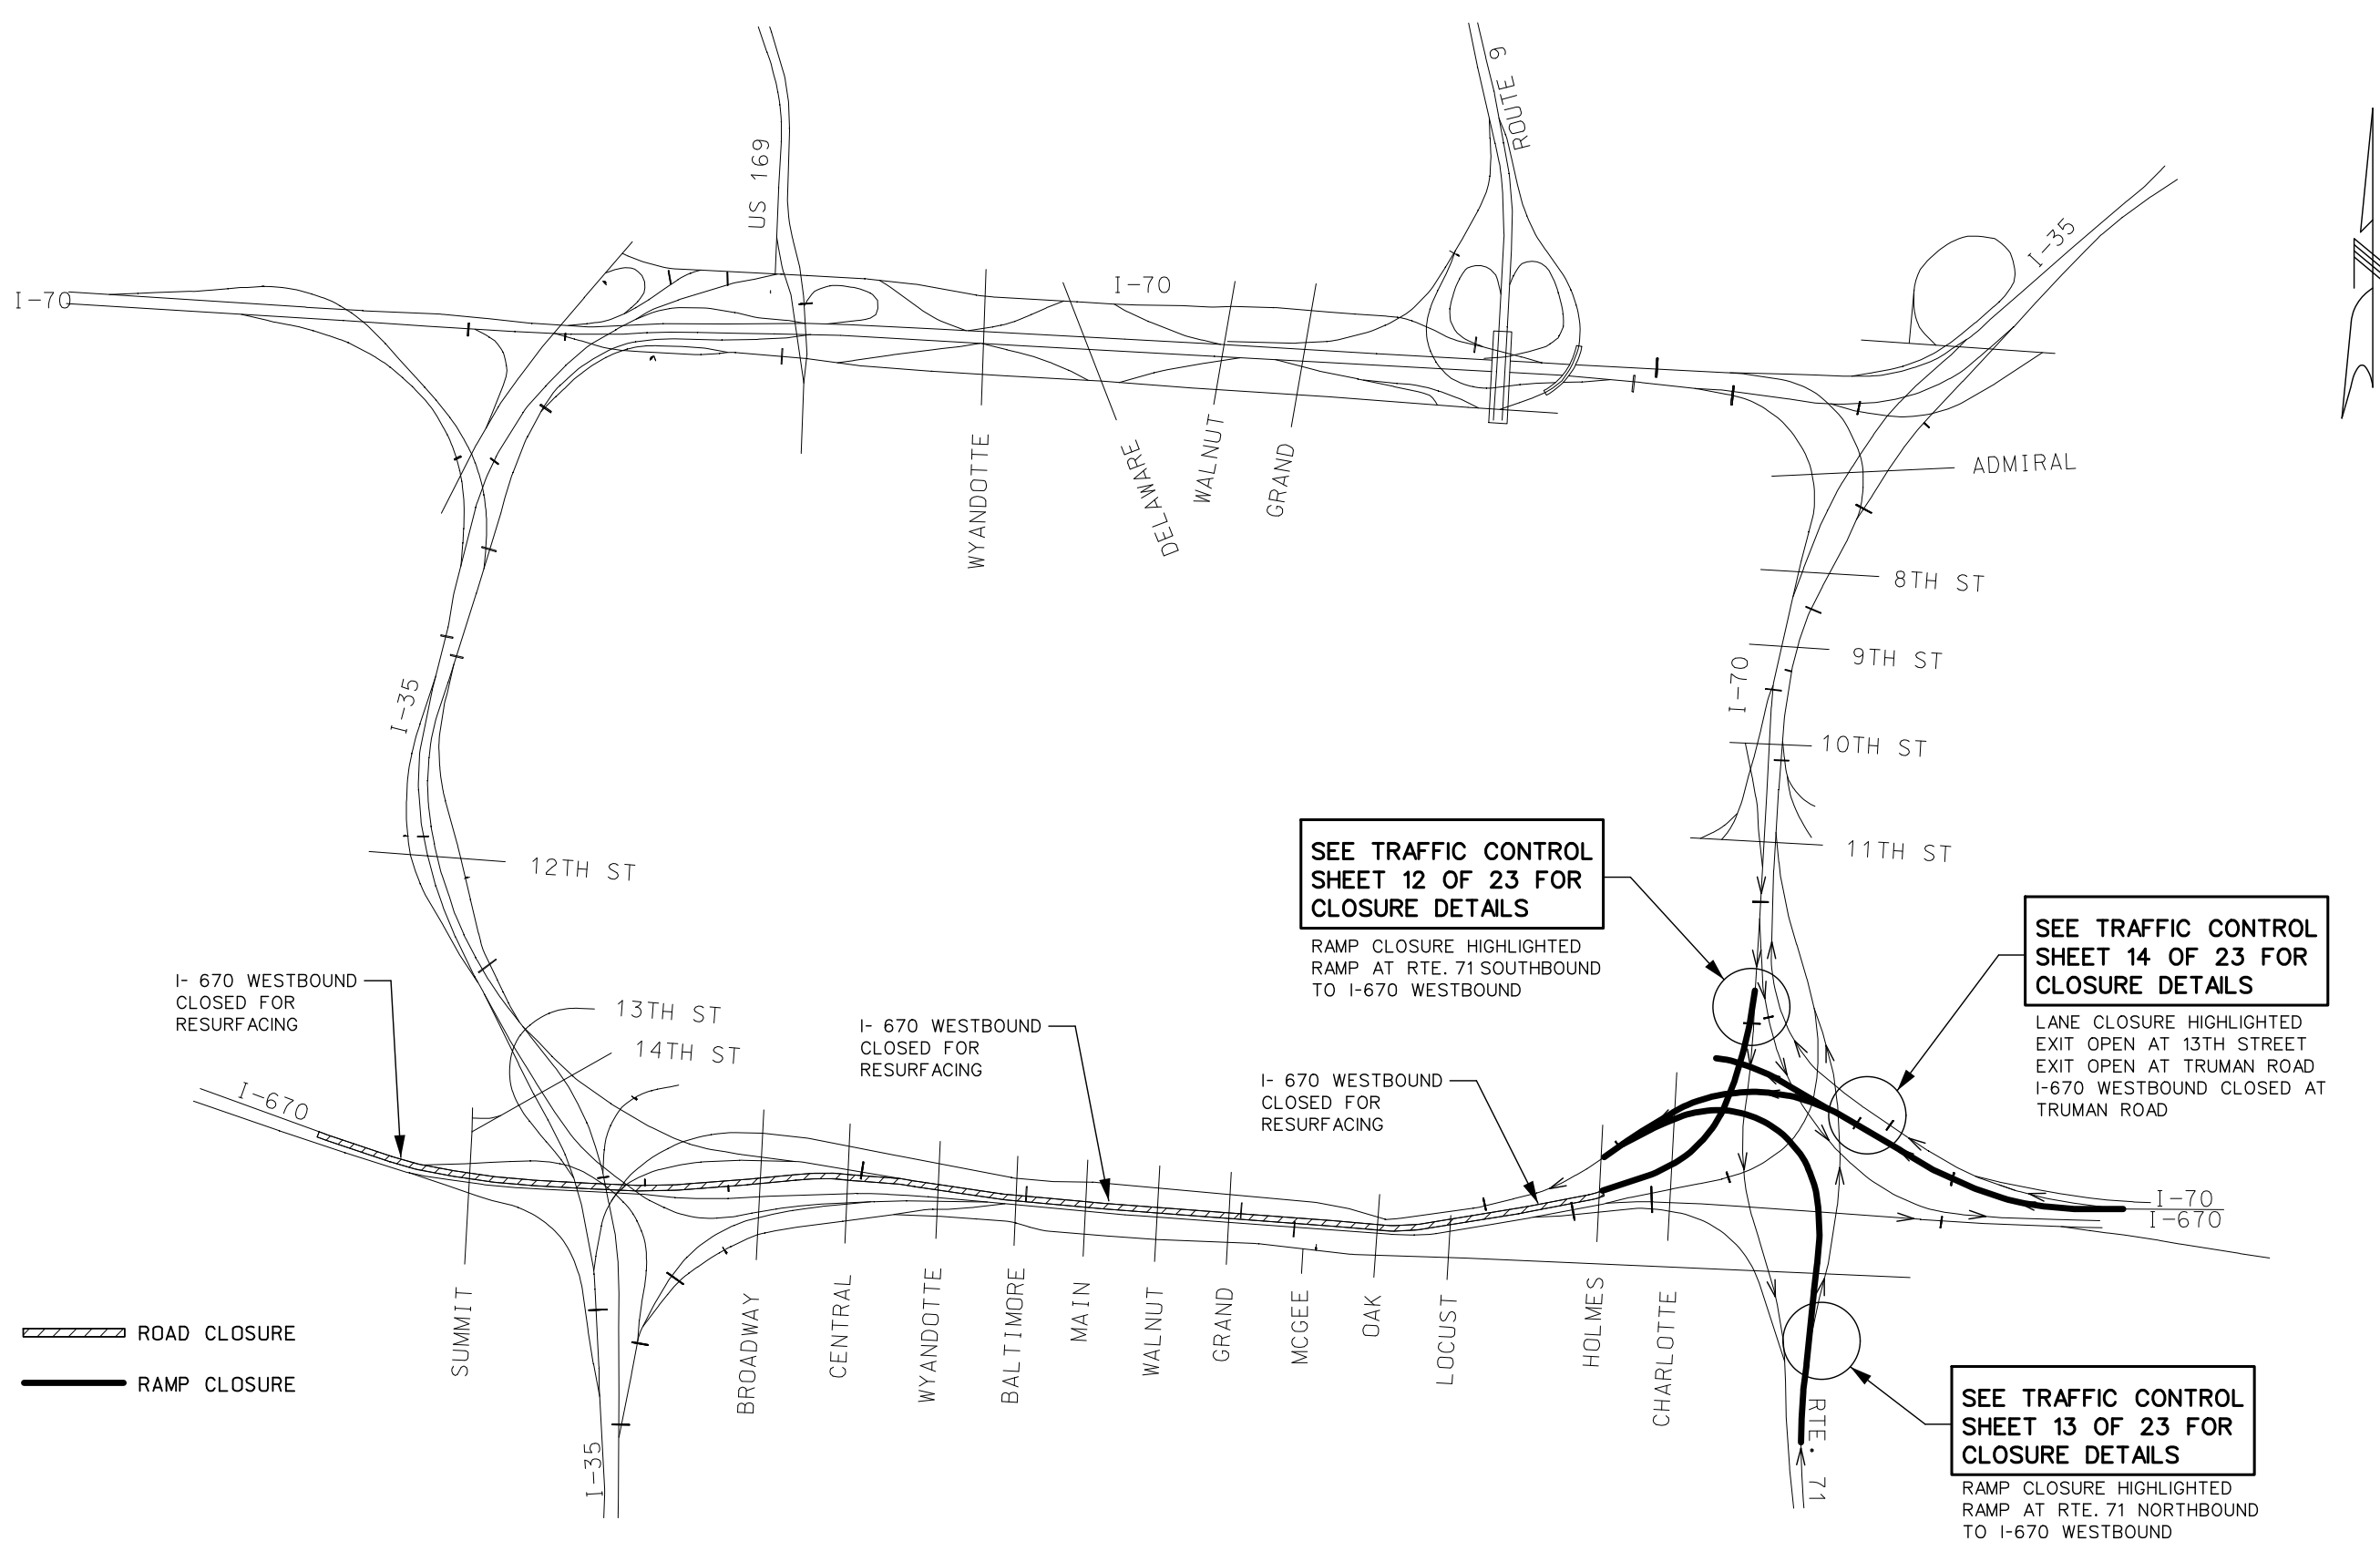 ROUTE 9
US 169
I-35
I-70
I-70
WYANDOTTE
DELAWARE
WALNUT
GRAND
ADMIRAL
8TH ST
9TH ST
I-70
I-35
10TH ST
11TH ST
12TH ST
SEE TRAFFIC CONTROL
SHEET 12 OF 23 FOR
CLOSURE DETAILS
RAMP CLOSURE HIGHLIGHTED
RAMP AT RTE. 71 SOUTHBOUND
TO I-670 WESTBOUND
SEE TRAFFIC CONTROL
SHEET 14 OF 23 FOR
CLOSURE DETAILS
LANE CLOSURE HIGHLIGHTED
EXIT OPEN AT 13TH STREET
EXIT OPEN AT TRUMAN ROAD
I-670 WESTBOUND CLOSED AT
TRUMAN ROAD
I- 670 WESTBOUND
CLOSED FOR
RESURFACING
13TH ST
14TH ST
I- 670 WESTBOUND
CLOSED FOR
RESURFACING
I- 670 WESTBOUND
CLOSED FOR
RESURFACING
I-670
I-70
I-670
SUMMIT
BROADWAY
CENTRAL
WYANDOTTE
BALTIMORE
MAIN
WALNUT
GRAND
MCGEE
OAK
LOCUST
HOLMES
CHARLOTTE
ROAD CLOSURE
RAMP CLOSURE
I-35
RTE. 71
SEE TRAFFIC CONTROL
SHEET 13 OF 23 FOR
CLOSURE DETAILS
RAMP CLOSURE HIGHLIGHTED
RAMP AT RTE. 71 NORTHBOUND
TO I-670 WESTBOUND